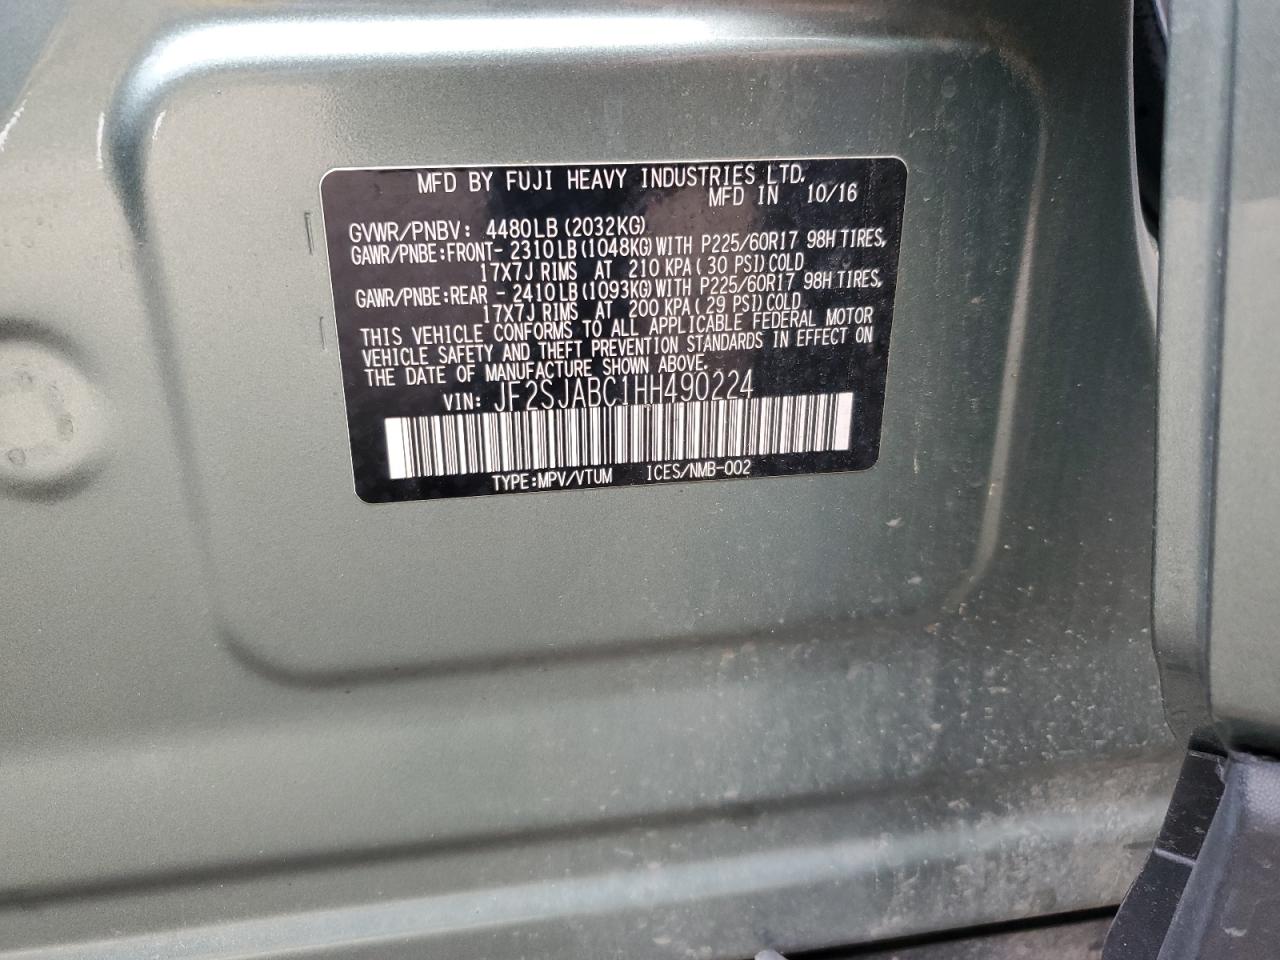 MFD BY FUJI HEAVY INDUSTRIES LTD.
MFD IN 10/16
GVWR/PNBV: 4480LB(2032KG)
GAWR/PNBE:FRONT- 2310LB(1048KG)WITH P225/60R17 98H TIRES,
17X7J RIMS AT 210 KPA( 30 PSI)COLD
GAWR/PNBE:REAR - 2410LB(1093KG)WITH P225/60R17 98H TIRES,
17X7J RIMS AT 200 KPA( 29 PSI)COLD
THIS VEHICLE CONFORMS TO ALL APPLICABLE FEDERAL MOTOR
VEHICLE SAFETY AND THEFT PREVENTION STANDARDS IN EFFECT ON
THE DATE OF MANUFACTURE SHOWN ABOVE.
VIN: JF2SJABC1HH490224
TYPE:MPV/VTUM ICES/NMB-002